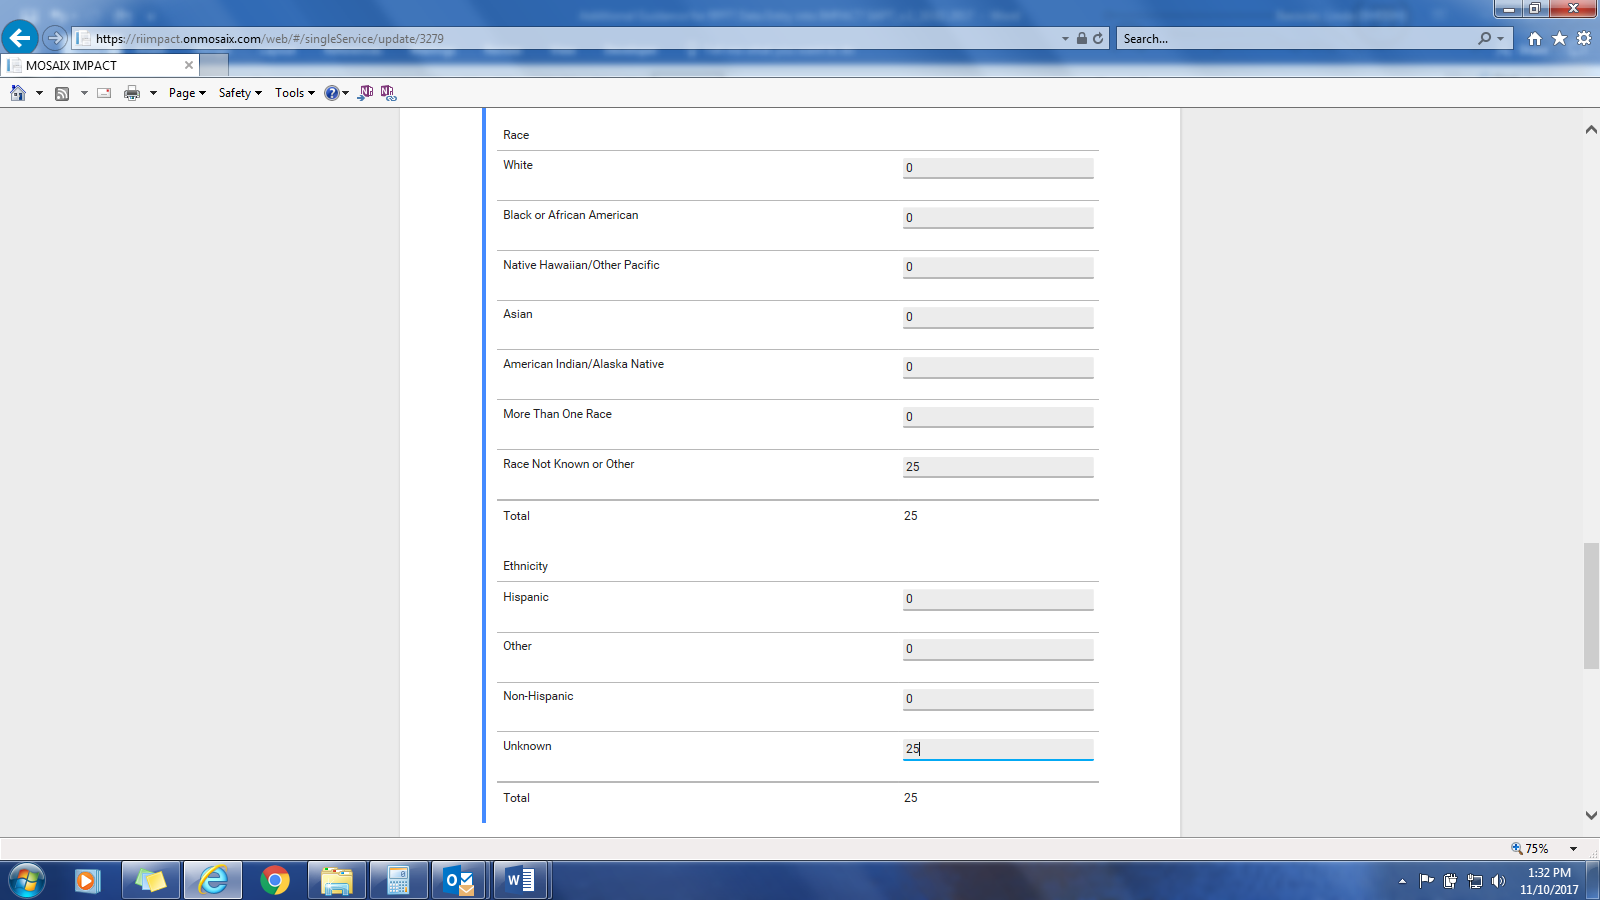 https://riimpact.onmosaix.com/web/#/singleService/update/3279
Search...
MOSAIX IMPACT
Page Safety Tools
Race
White 0
Black or African American 0
Native Hawaiian/Other Pacific 0
Asian 0
American Indian/Alaska Native 0
More Than One Race 0
Race Not Known or Other 25
Total 25
Ethnicity
Hispanic 0
Other 0
Non-Hispanic 0
Unknown 25
Total 25
75%
1:32 PM
11/10/2017